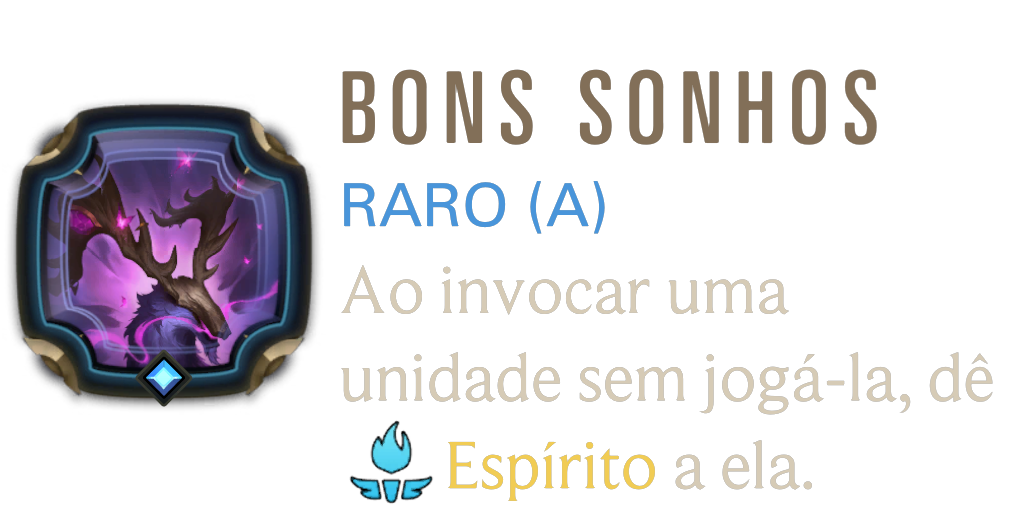 BONS SONHOS
RARO (A)
Ao invocar uma
unidade sem jogá-la, dê
Espírito a ela.